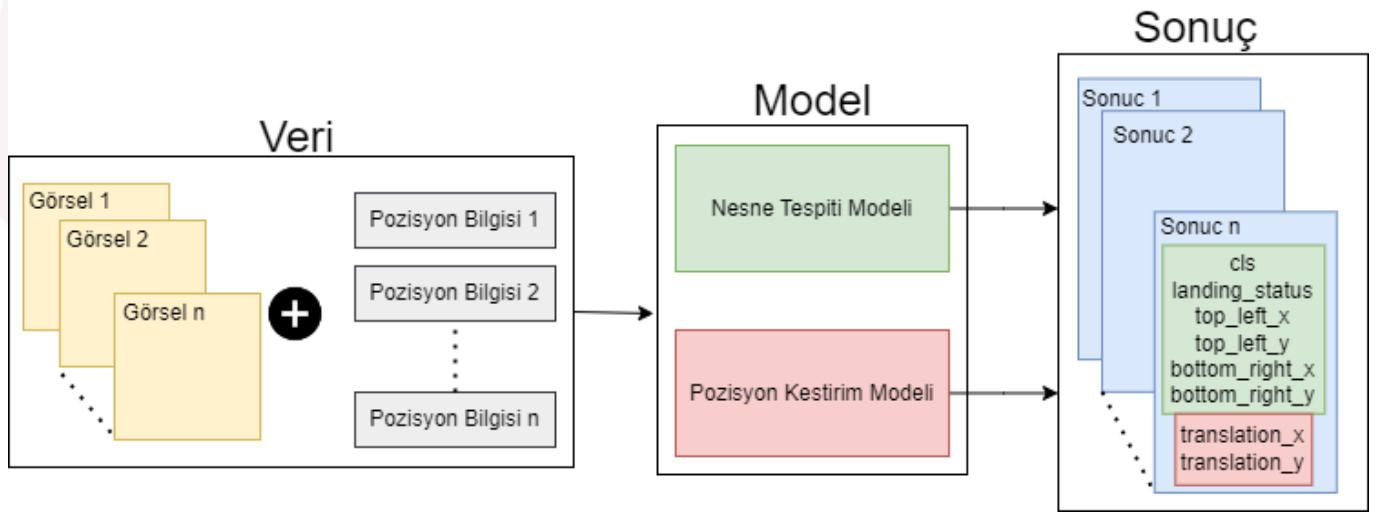 Veri
Görsel 1
Görsel 2
Görsel n
Pozisyon Bilgisi 1
Pozisyon Bilgisi 2
Pozisyon Bilgisi n
Model
Nesne Tespiti Modeli
Pozisyon Kestirim Modeli
Sonuç
Sonuc 1
Sonuc 2
Sonuc n
cls
landing_status
top_left_x
top_left_y
bottom_right_x
bottom_right_y
translation_x
translation_y